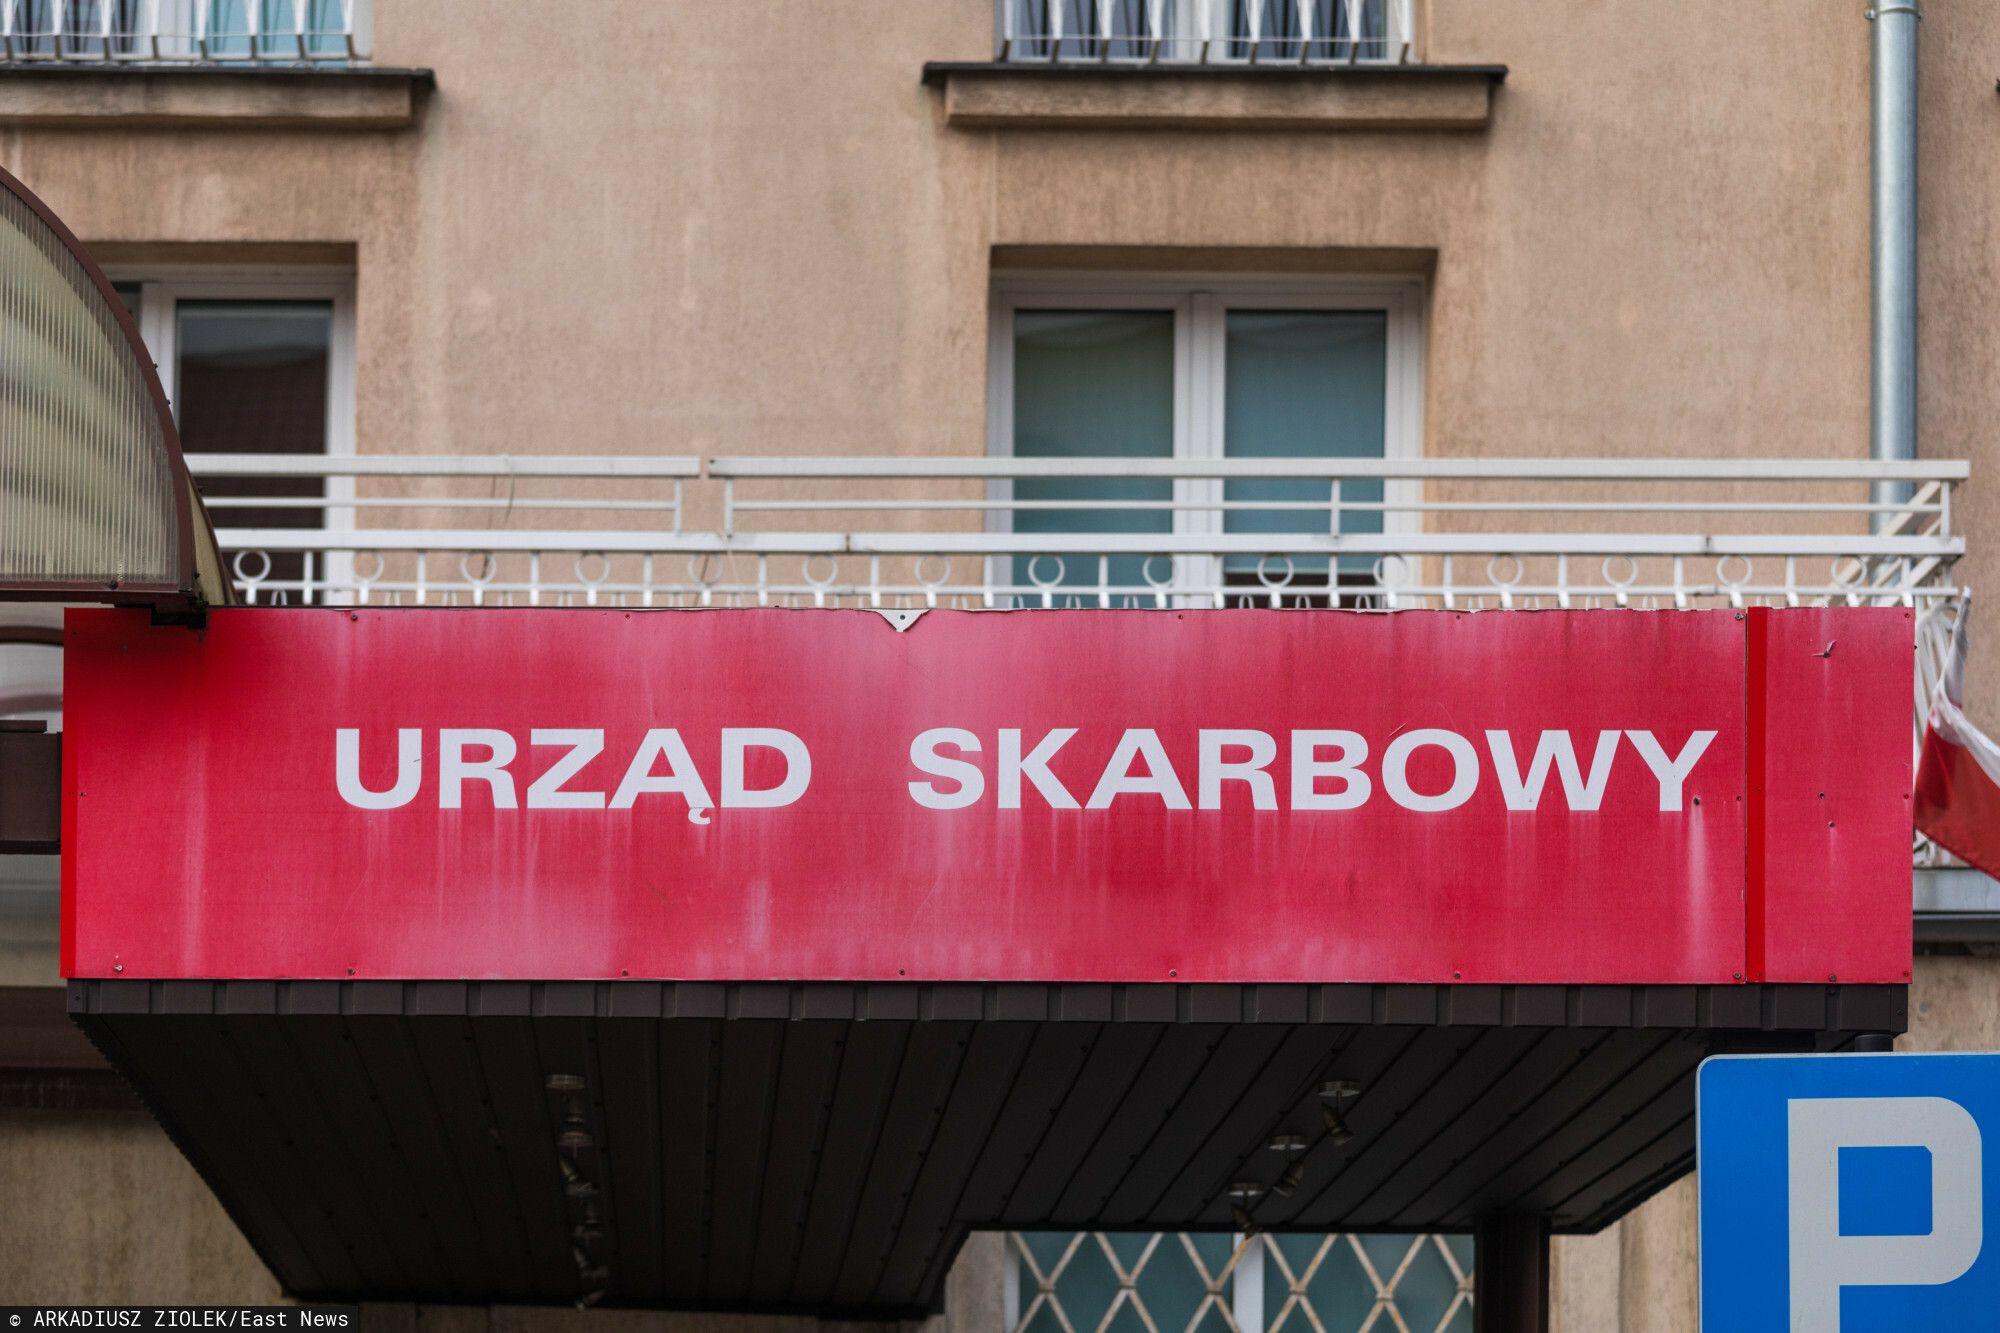 URZĄD SKARBOWY
P
© ARKADIUSZ ZIOLEK/East News